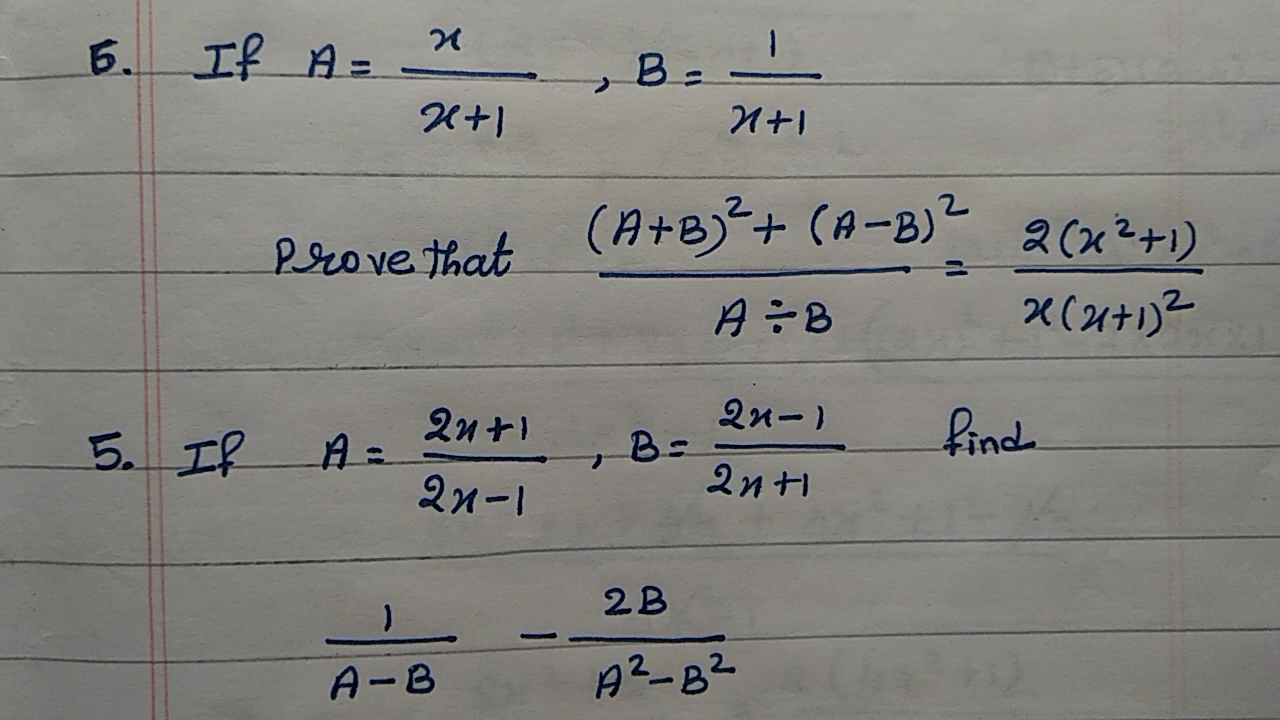 6. If A = x/(x+1) , B = 1/(x+1)
Prove that ((A+B)² + (A-B)²)/(A÷B) = 2(x²+1)/(x(x+1)²)
5. If A = (2x+1)/(2x-1) , B = (2x-1)/(2x+1) find
1/(A-B) - 2B/(A²-B²)